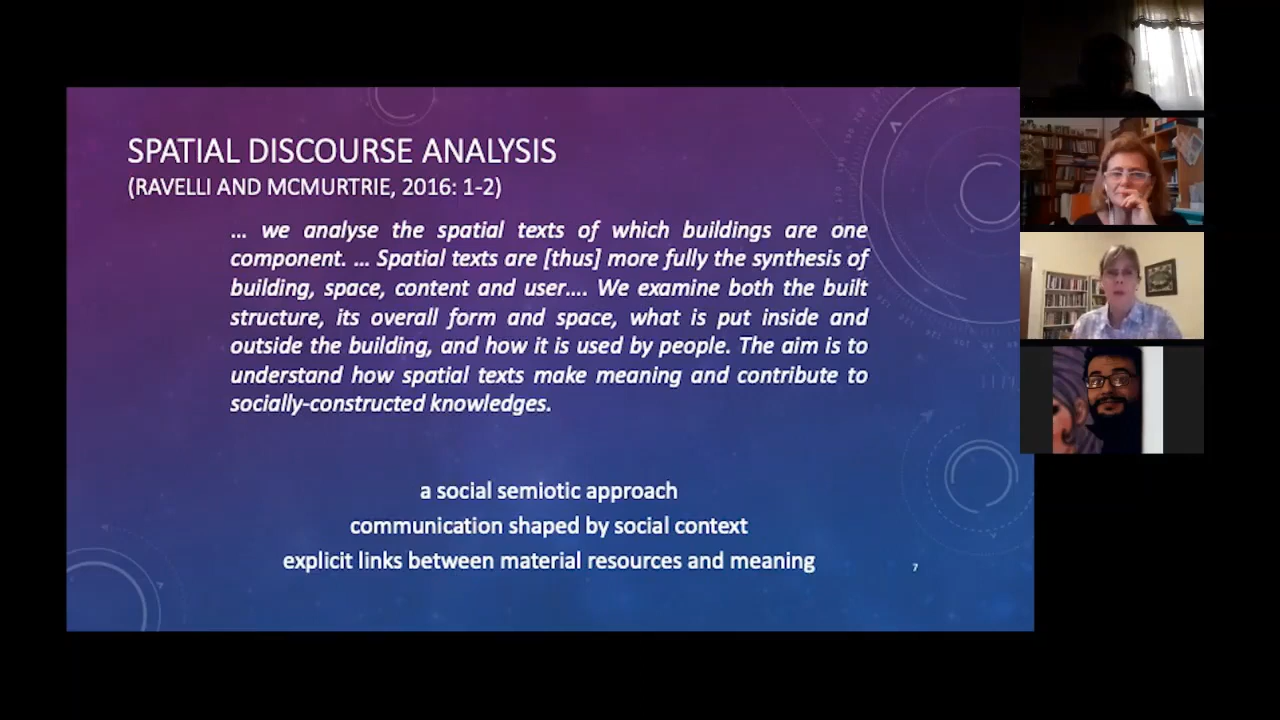 SPATIAL DISCOURSE ANALYSIS
(RAVELLI AND MCMURTRIE, 2016: 1-2)
... we analyse the spatial texts of which buildings are one
component. ... Spatial texts are [thus] more fully the synthesis of
building, space, content and user.... We examine both the built
structure, its overall form and space, what is put inside and
outside the building, and how it is used by people. The aim is to
understand how spatial texts make meaning and contribute to
socially-constructed knowledges.
a social semiotic approach
communication shaped by social context
explicit links between material resources and meaning
7